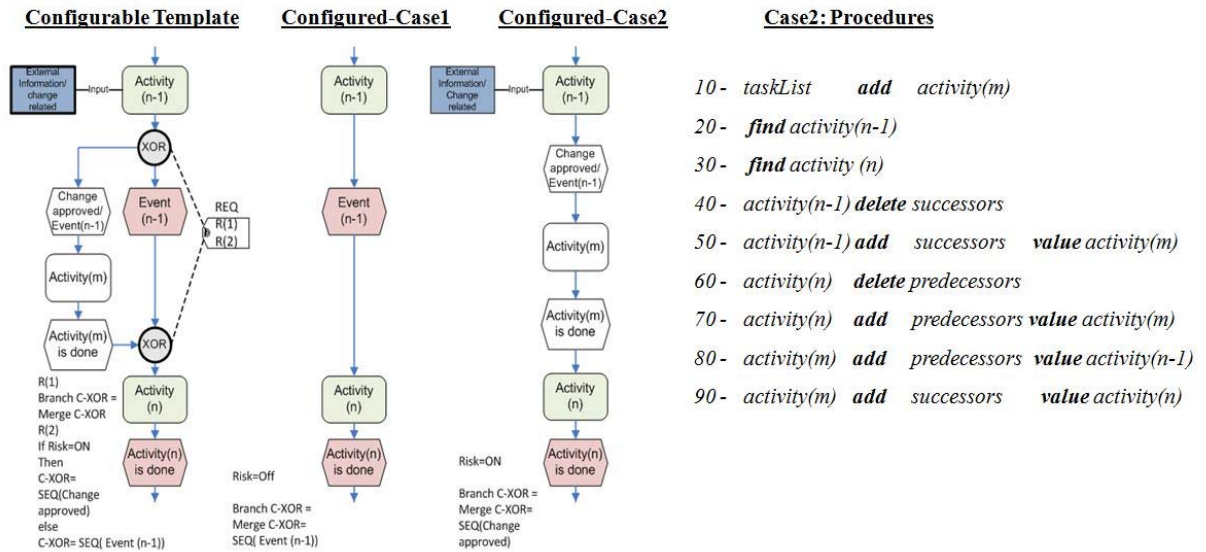 Configurable Template
Configured-Case1
Configured-Case2
Case2: Procedures
External
Information/
change
related
Input
Activity
(n-1)
XOR
Change
approved/
Event(n-1)
Event
(n-1)
REQ
R(1)
R(2)
Activity(m)
Activity(m)
is done
XOR
Activity
(n)
Activity(n)
is done
R(1)
Branch C-XOR =
Merge C-XOR
R(2)
If Risk=ON
Then
C-XOR=
SEQ(Change
approved)
else
C-XOR= SEQ( Event (n-1))
Activity
(n-1)
Event
(n-1)
Activity
(n)
Activity(n)
is done
Risk=Off
Branch C-XOR =
Merge C-XOR=
SEQ( Event (n-1))
External
Information/
Change
related
Input
Activity
(n-1)
Change
approved/
Event(n-1)
Activity(m)
Activity(m)
is done
Activity
(n)
Activity(n)
is done
Risk=ON
Branch C-XOR =
Merge C-XOR=
SEQ(Change
approved)
10 - taskList add activity(m)
20 - find activity(n-1)
30 - find activity (n)
40 - activity(n-1) delete successors
50 - activity(n-1) add successors value activity(m)
60 - activity(n) delete predecessors
70 - activity(n) add predecessors value activity(m)
80 - activity(m) add predecessors value activity(n-1)
90 - activity(m) add successors value activity(n)